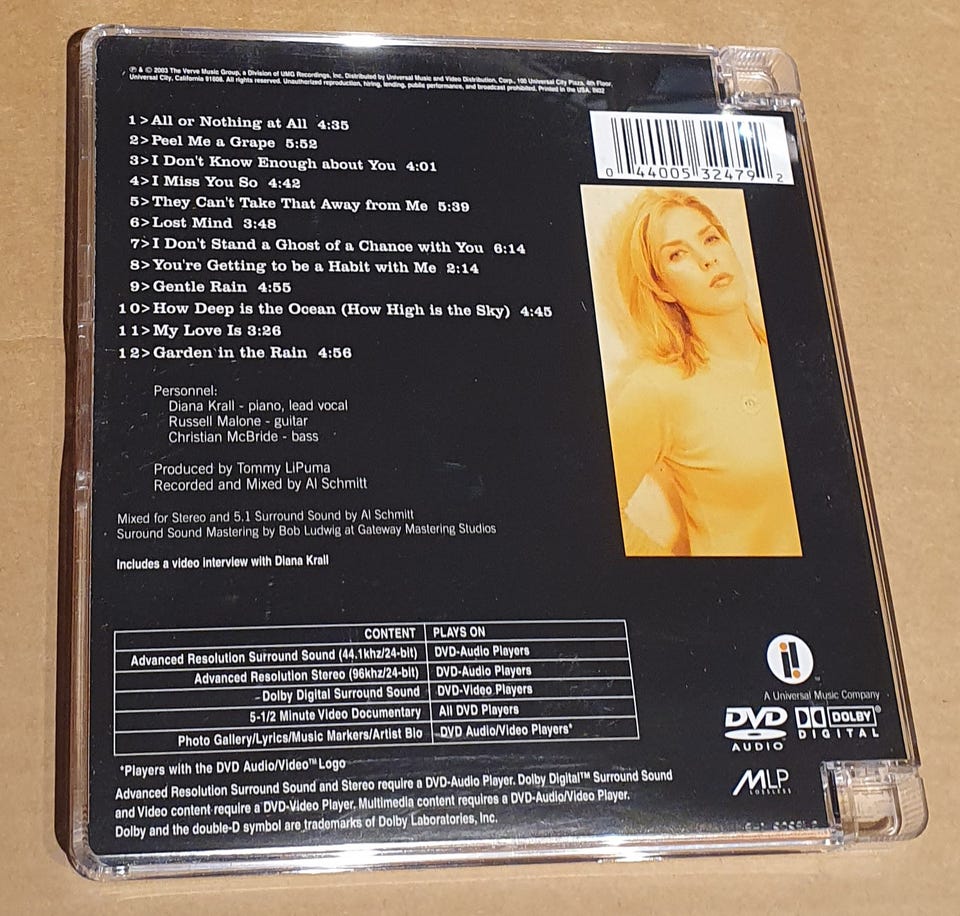 ℗ & © 2003 The Verve Music Group, a Division of UMG Recordings, Inc. Distributed by Universal Music and Video Distribution, Corp., 100 Universal City Plaza, 4th Floor,
Universal City, California 91608. All rights reserved. Unauthorized reproduction, hiring, lending, public performance, and broadcast prohibited. Printed in the USA.
0 44005 32479 2
1>All or Nothing at All 4:35
2>Peel Me a Grape 5:52
3>I Don't Know Enough about You 4:01
4>I Miss You So 4:42
5>They Can't Take That Away from Me 5:39
6>Lost Mind 3:48
7>I Don't Stand a Ghost of a Chance with You 6:14
8>You're Getting to be a Habit with Me 2:14
9>Gentle Rain 4:55
10>How Deep is the Ocean (How High is the Sky) 4:45
11>My Love Is 3:26
12>Garden in the Rain 4:56
Personnel:
Diana Krall - piano, lead vocal
Russell Malone - guitar
Christian McBride - bass
Produced by Tommy LiPuma
Recorded and Mixed by Al Schmitt
Mixed for Stereo and 5.1 Surround Sound by Al Schmitt
Suround Sound Mastering by Bob Ludwig at Gateway Mastering Studios
Includes a video interview with Diana Krall
CONTENT PLAYS ON
Advanced Resolution Surround Sound (44.1khz/24-bit) DVD-Audio Players
Advanced Resolution Stereo (96khz/24-bit) DVD-Audio Players
Dolby Digital Surround Sound DVD-Video Players
5-1/2 Minute Video Documentary All DVD Players
Photo Gallery/Lyrics/Music Markers/Artist Bio DVD Audio/Video Players*
*Players with the DVD Audio/Video™ Logo
Advanced Resolution Surround Sound and Stereo require a DVD-Audio Player. Dolby Digital™ Surround Sound
and Video content require a DVD-Video Player. Multimedia content requires a DVD-Audio/Video Player.
Dolby and the double-D symbol are trademarks of Dolby Laboratories, Inc.
i!
A Universal Music Company
DVD AUDIO
DOLBY DIGITAL
MLP LOSSLESS